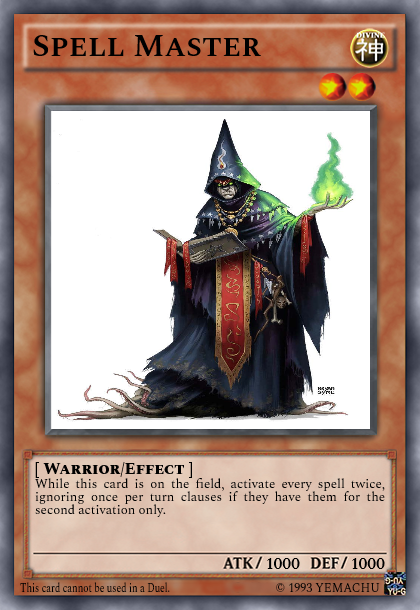 SPELL MASTER
DIVINE
神
[ WARRIOR/EFFECT ]
While this card is on the field, activate every spell twice,
ignoring once per turn clauses if they have them for the
second activation only.
ATK / 1000 DEF / 1000
This card cannot be used in a Duel.
© 1993 YEMACHU